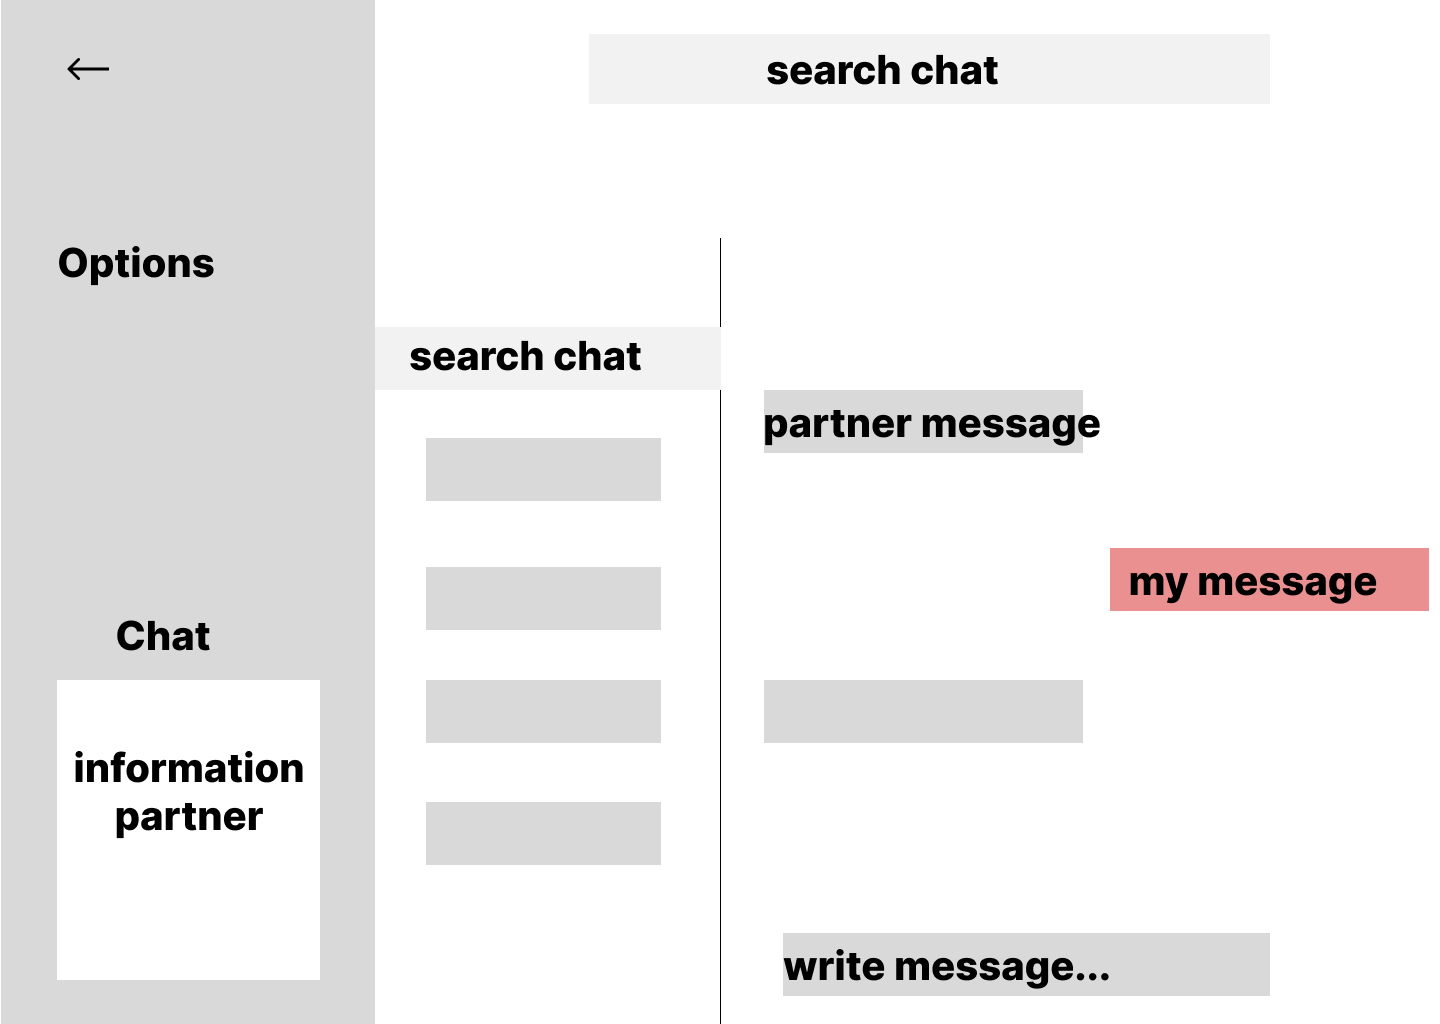 search chat
Options
search chat
partner message
my message
Chat
information
partner
write message...